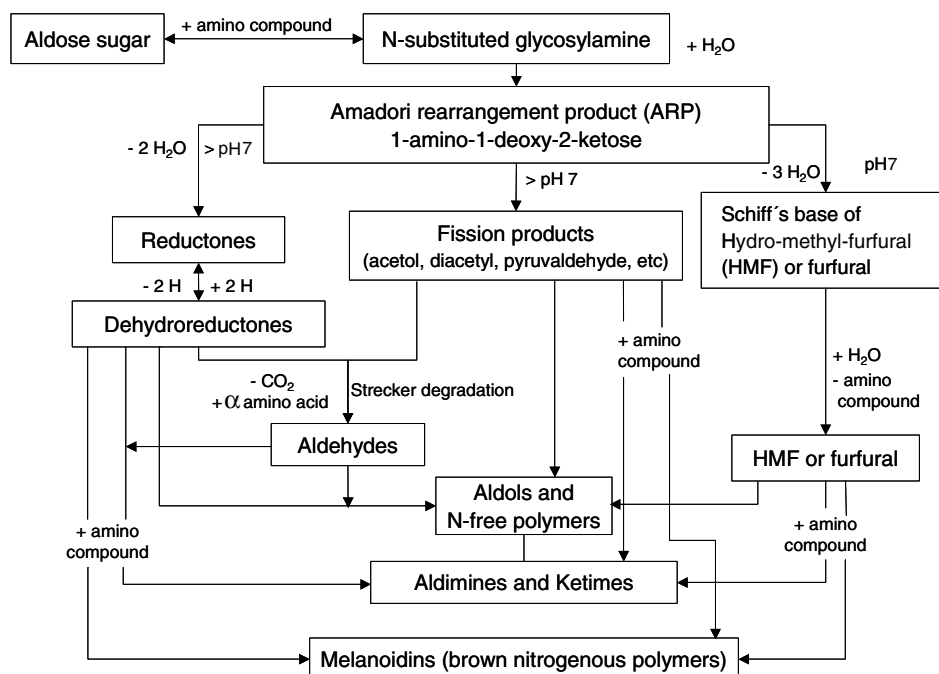 Aldose sugar
+ amino compound
N-substituted glycosylamine
+ H₂O
Amadori rearrangement product (ARP)
1-amino-1-deoxy-2-ketose
- 2 H₂O
> pH7
> pH 7
- 3 H₂O
pH7
Reductones
Fission products
(acetol, diacetyl, pyruvaldehyde, etc)
Schiff´s base of
Hydro-methyl-furfural
(HMF) or furfural
- 2 H
+ 2 H
Dehydroreductones
+ amino
compound
+ H₂O
- amino
compound
- CO₂
+α amino acid
Strecker degradation
Aldehydes
HMF or furfural
Aldols and
N-free polymers
+ amino
compound
+ amino
compound
Aldimines and Ketimes
Melanoidins (brown nitrogenous polymers)